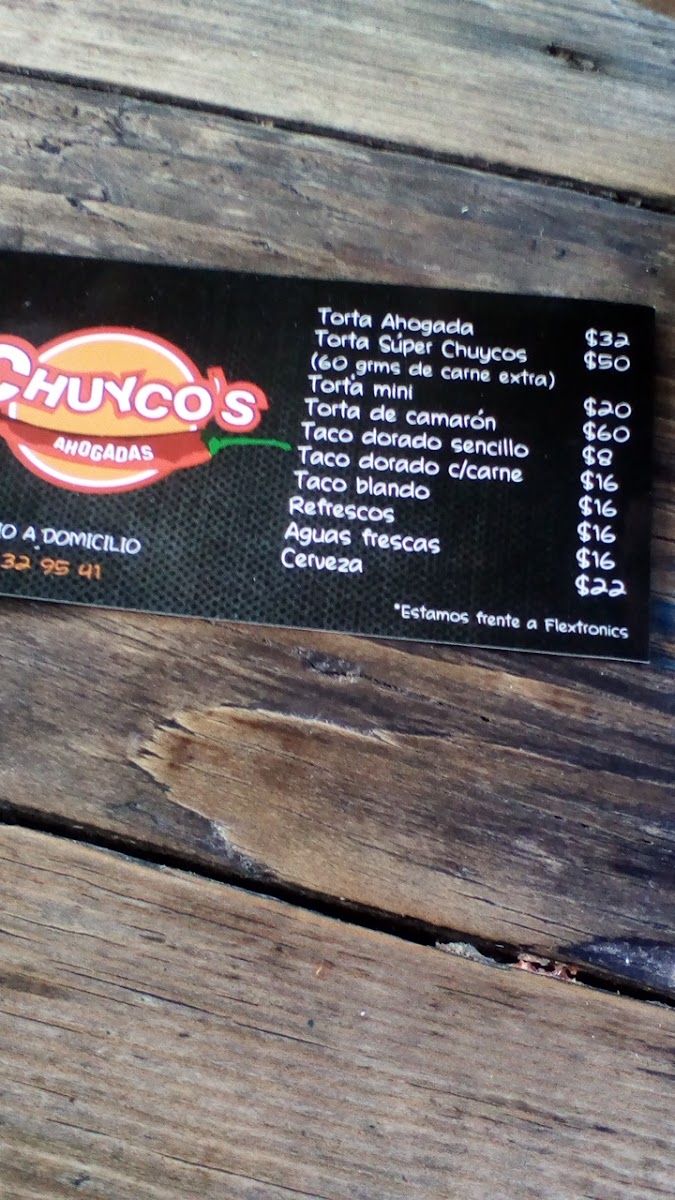 CHUYCO'S
AHOGADAS
IO A DOMICILIO
32 95 41
Torta Ahogada $32
Torta Súper Chuycos $50
(60 grms de carne extra)
Torta mini $20
Torta de camarón $60
Taco dorado sencillo $8
Taco dorado c/carne $16
Taco blando $16
Refrescos $16
Aguas frescas $16
Cerveza $22
*Estamos frente a Flextronics